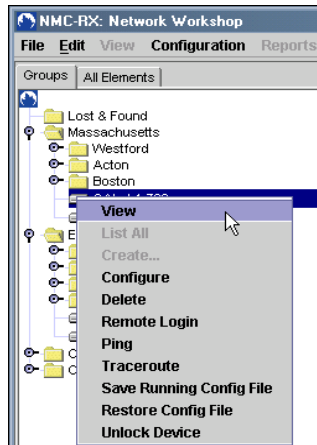 NMC-RX: Network Workshop
File Edit View Configuration Reports
Groups All Elements
Lost & Found
Massachusetts
Westford
Acton
Boston
View
E
List All
Create...
Configure
Delete
Remote Login
Ping
Traceroute
C
Save Running Config File
C
Restore Config File
Unlock Device